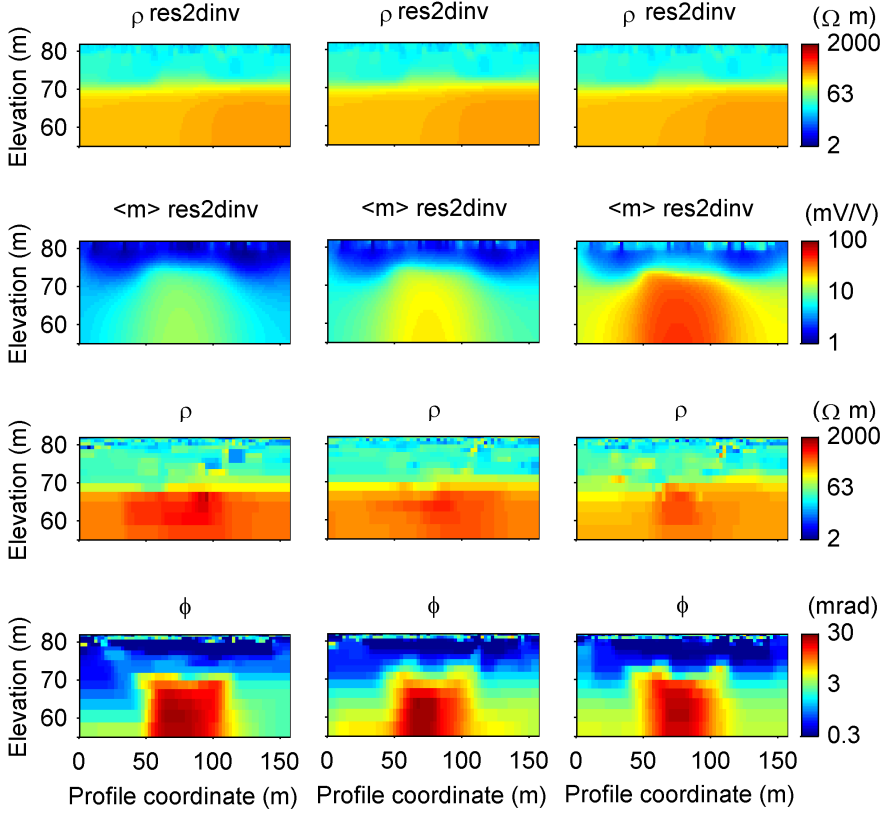 ρ res2dinv ρ res2dinv ρ res2dinv (Ω m)
Elevation (m)
80
70
60
2000
63
2
<m> res2dinv <m> res2dinv <m> res2dinv (mV/V)
Elevation (m)
80
70
60
100
10
1
ρ ρ ρ (Ω m)
Elevation (m)
80
70
60
2000
63
2
ϕ ϕ ϕ (mrad)
Elevation (m)
80
70
60
30
3
0.3
0 50 100 150 0 50 100 150 0 50 100 150
Profile coordinate (m) Profile coordinate (m) Profile coordinate (m)